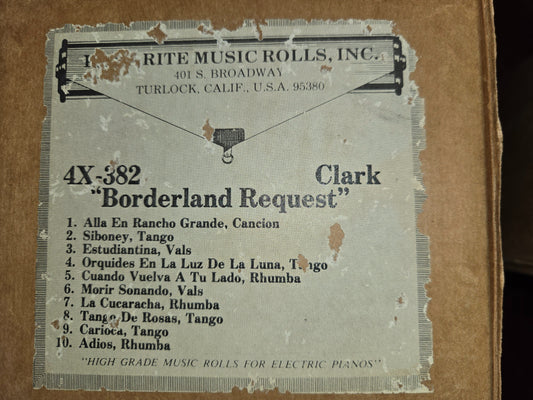 RITE MUSIC ROLLS, INC.
401 S. BROADWAY
TURLOCK, CALIF., U.S.A. 95380
4X-382 Clark
"Borderland Request"
1. Alla En Rancho Grande, Cancion
2. Siboney, Tango
3. Estudiantina, Vals
4. Orquides En La Luz De La Luna, Tango
5. Cuando Vuelva A Tu Lado, Rhumba
6. Morir Sonando, Vals
7. La Cucaracha, Rhumba
8. Tango De Rosas, Tango
9. Carioca, Tango
10. Adios, Rhumba
"HIGH GRADE MUSIC ROLLS FOR ELECTRIC PIANOS"